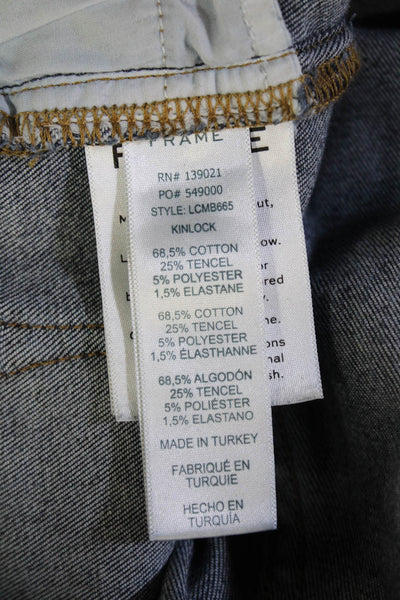 FRAME
RN# 139021
PO# 549000
STYLE: LCMB665
KINLOCK
68,5% COTTON
25% TENCEL
5% POLYESTER
1,5% ELASTANE
68,5% COTTON
25% TENCEL
5% POLYESTER
1,5% ÉLASTHANNE
68,5% ALGODÓN
25% TENCEL
5% POLIÉSTER
1,5% ELASTANO
MADE IN TURKEY
FABRIQUÉ EN
TURQUIE
HECHO EN
TURQUÍA